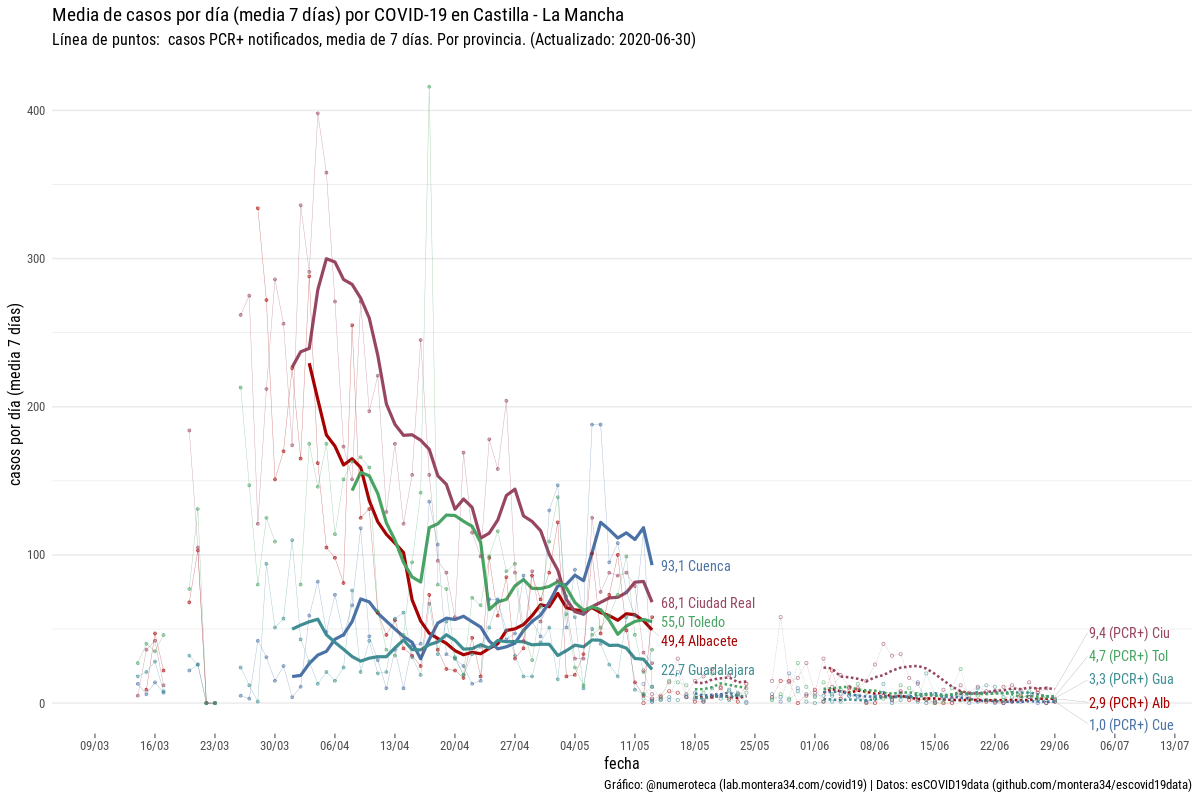 Media de casos por día (media 7 días) por COVID-19 en Castilla - La Mancha
Línea de puntos:  casos PCR+ notificados, media de 7 días. Por provincia. (Actualizado: 2020-06-30)
casos por día (media 7 días)
400
300
200
100
0
93,1 Cuenca
68,1 Ciudad Real
55,0 Toledo
49,4 Albacete
22,7 Guadalajara
9,4 (PCR+) Ciu
4,7 (PCR+) Tol
3,3 (PCR+) Gua
2,9 (PCR+) Alb
1,0 (PCR+) Cue
09/03 16/03 23/03 30/03 06/04 13/04 20/04 27/04 04/05 11/05 18/05 25/05 01/06 08/06 15/06 22/06 29/06 06/07 13/07
fecha
Gráfico: @numeroteca (lab.montera34.com/covid19) | Datos: esCOVID19data (github.com/montera34/escovid19data)